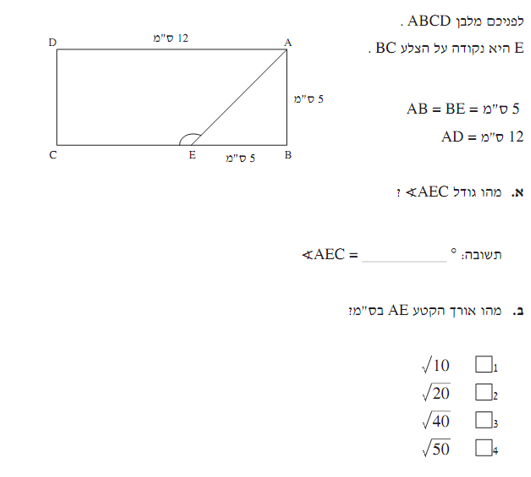 לפניכם מלבן ABCD .
E היא נקודה על הצלע BC .
AB = BE = 5 ס"מ
AD = 12 ס"מ
D
12 ס"מ
A
5 ס"מ
C
E
5 ס"מ
B
א. מהו גודל ∢AEC ?
תשובה: ∢AEC = ________ °
ב. מהו אורך הקטע AE בס"מ?
1 √10
2 √20
3 √40
4 √50